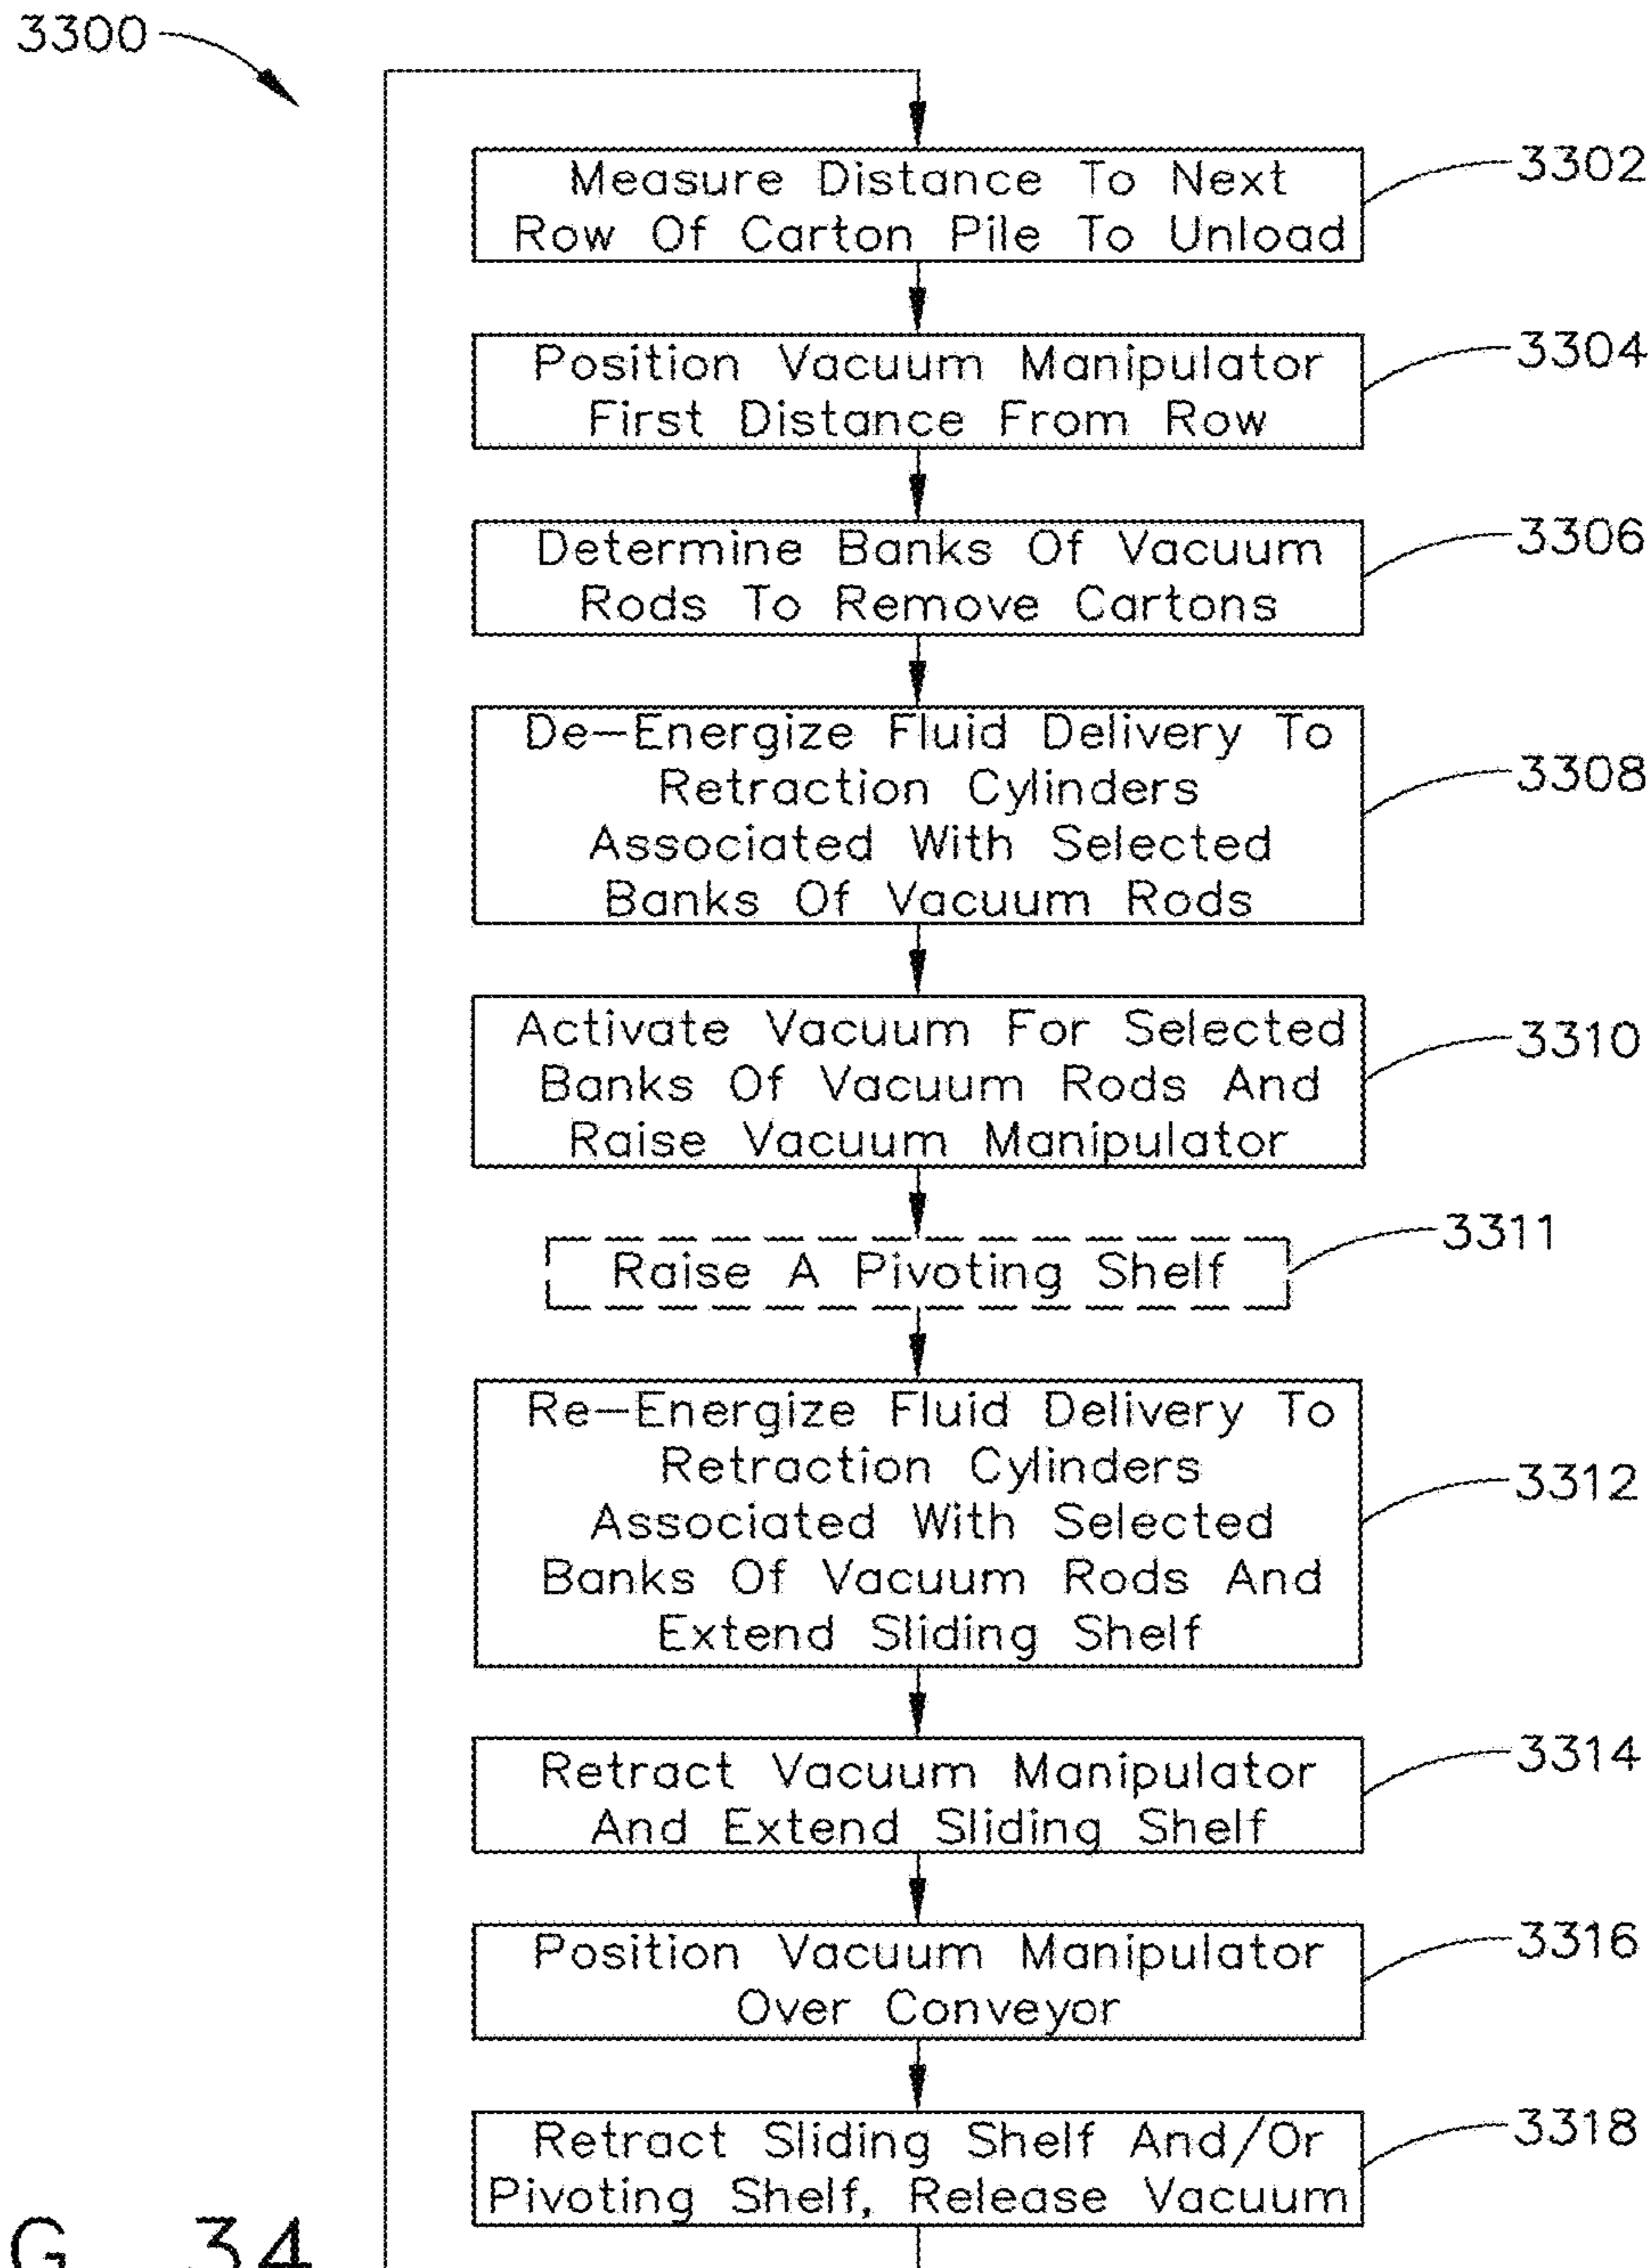 3300
Measure Distance To Next
Row Of Carton Pile To Unload
3302
Position Vacuum Manipulator
First Distance From Row
3304
Determine Banks Of Vacuum
Rods To Remove Cartons
3306
De-Energize Fluid Delivery To
Retraction Cylinders
Associated With Selected
Banks Of Vacuum Rods
3308
Activate Vacuum For Selected
Banks Of Vacuum Rods And
Raise Vacuum Manipulator
3310
Raise A Pivoting Shelf
3311
Re-Energize Fluid Delivery To
Retraction Cylinders
Associated With Selected
Banks Of Vacuum Rods And
Extend Sliding Shelf
3312
Retract Vacuum Manipulator
And Extend Sliding Shelf
3314
Position Vacuum Manipulator
Over Conveyor
3316
Retract Sliding Shelf And/Or
Pivoting Shelf, Release Vacuum
3318
G. 34